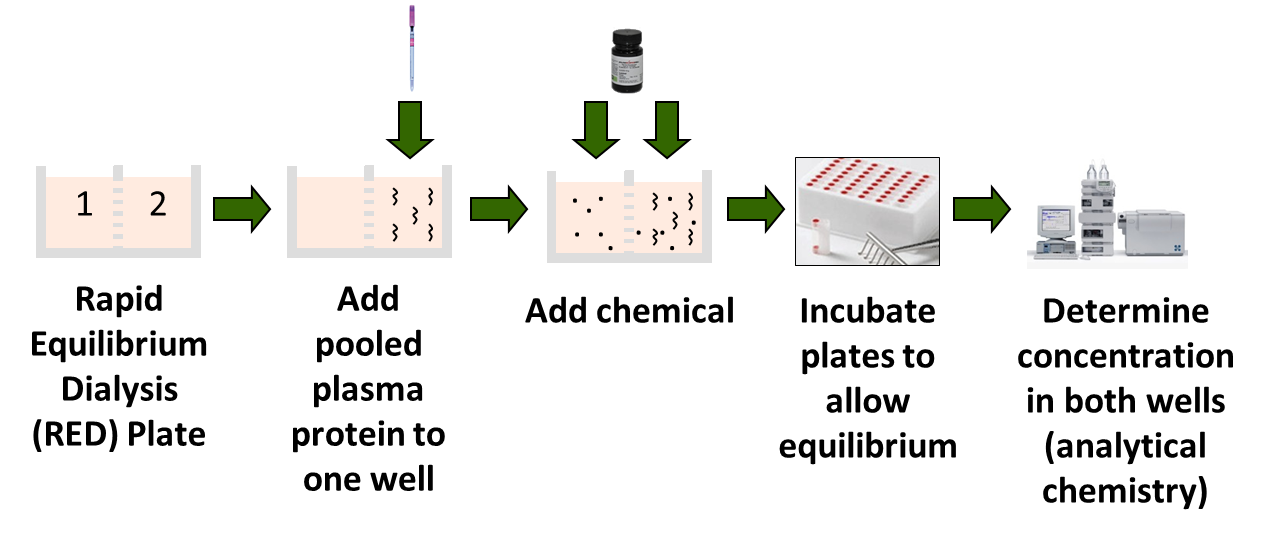 1 2
Rapid
Equilibrium
Dialysis
(RED) Plate
Add
pooled
plasma
protein to
one well
Add chemical
Incubate
plates to
allow
equilibrium
Determine
concentration
in both wells
(analytical
chemistry)